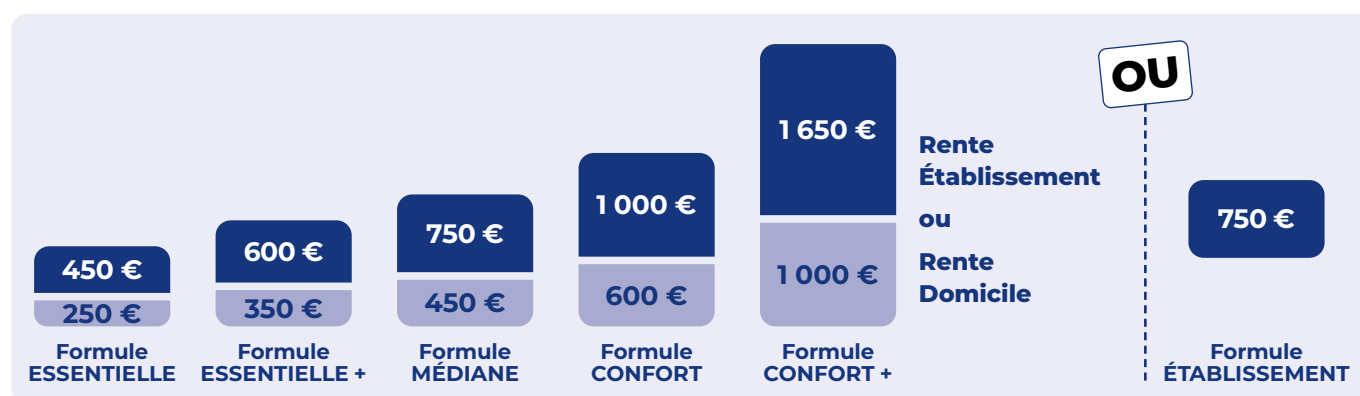 OU
1 650 €
1 000 €
750 €
600 €
450 €
250 €
350 €
450 €
600 €
1 000 €
Rente
Établissement
ou
Rente
Domicile
750 €
Formule
ESSENTIELLE
Formule
ESSENTIELLE +
Formule
MÉDIANE
Formule
CONFORT
Formule
CONFORT +
Formule
ÉTABLISSEMENT